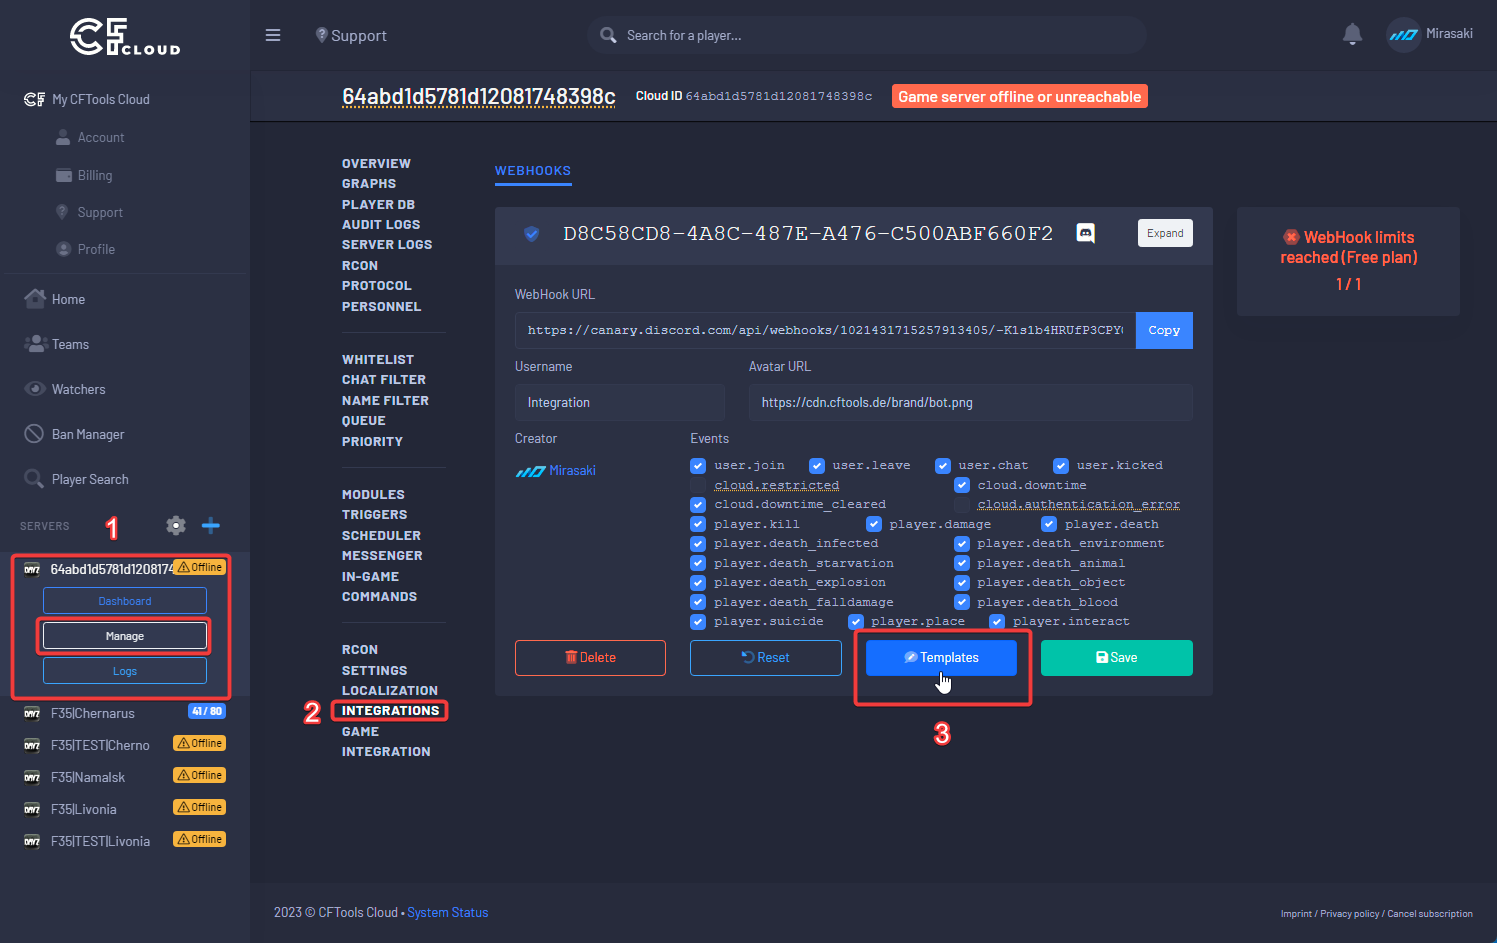 CF CLOUD
Support
Search for a player...
Mirasaki
My CFTools Cloud
Account
Billing
Support
Profile
Home
Teams
Watchers
Ban Manager
Player Search
SERVERS
1
64abd1d5781d1208174
Offline
Dashboard
Manage
Logs
F35|Chernarus
41 / 80
F35|TEST|Cherno
Offline
F35|Namalsk
Offline
F35|Livonia
Offline
F35|TEST|Livonia
Offline
64abd1d5781d12081748398c
Cloud ID 64abd1d5781d12081748398c
Game server offline or unreachable
OVERVIEW
GRAPHS
PLAYER DB
AUDIT LOGS
SERVER LOGS
RCON
PROTOCOL
PERSONNEL
WHITELIST
CHAT FILTER
NAME FILTER
QUEUE
PRIORITY
MODULES
TRIGGERS
SCHEDULER
MESSENGER
IN-GAME
COMMANDS
RCON
SETTINGS
LOCALIZATION
2
INTEGRATIONS
GAME
INTEGRATION
WEBHOOKS
D8C58CD8-4A8C-487E-A476-C500ABF660F2
Expand
WebHook URL
https://canary.discord.com/api/webhooks/1021431715257913405/-K1s1b4HRUfP3CPY
Copy
Username
Avatar URL
Integration
https://cdn.cftools.de/brand/bot.png
Creator
Events
Mirasaki
user.join user.leave user.chat user.kicked
cloud.restricted cloud.downtime
cloud.downtime_cleared cloud.authentication_error
player.kill player.damage player.death
player.death_infected player.death_environment
player.death_starvation player.death_animal
player.death_explosion player.death_object
player.death_falldamage player.death_blood
player.suicide player.place player.interact
Delete
Reset
Templates
Save
3
WebHook limits
reached (Free plan)
1 / 1
2023 © CFTools Cloud • System Status
Imprint / Privacy policy / Cancel subscription